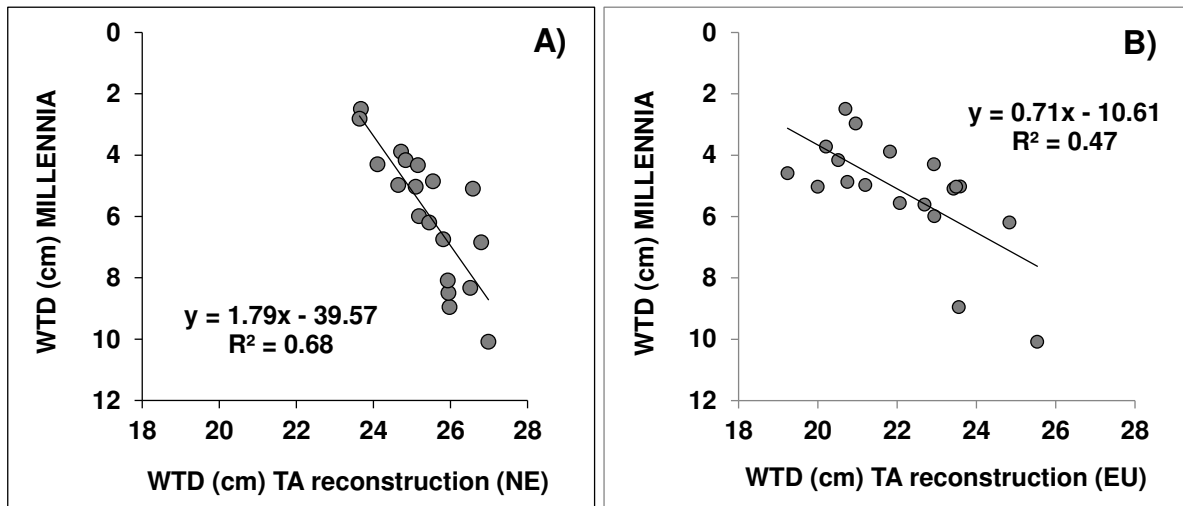 A)
0
2
4
6
8
10
12
WTD (cm) MILLENNIA
y = 1.79x - 39.57
R² = 0.68
18 20 22 24 26 28
WTD (cm) TA reconstruction (NE)
B)
0
2
4
6
8
10
12
WTD (cm) MILLENNIA
y = 0.71x - 10.61
R² = 0.47
18 20 22 24 26 28
WTD (cm) TA reconstruction (EU)